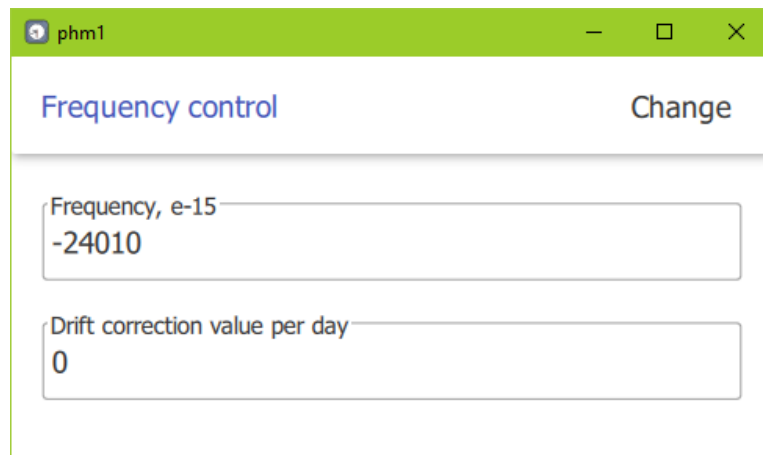 phm1
Frequency control
Change
Frequency, e-15
-24010
Drift correction value per day
0